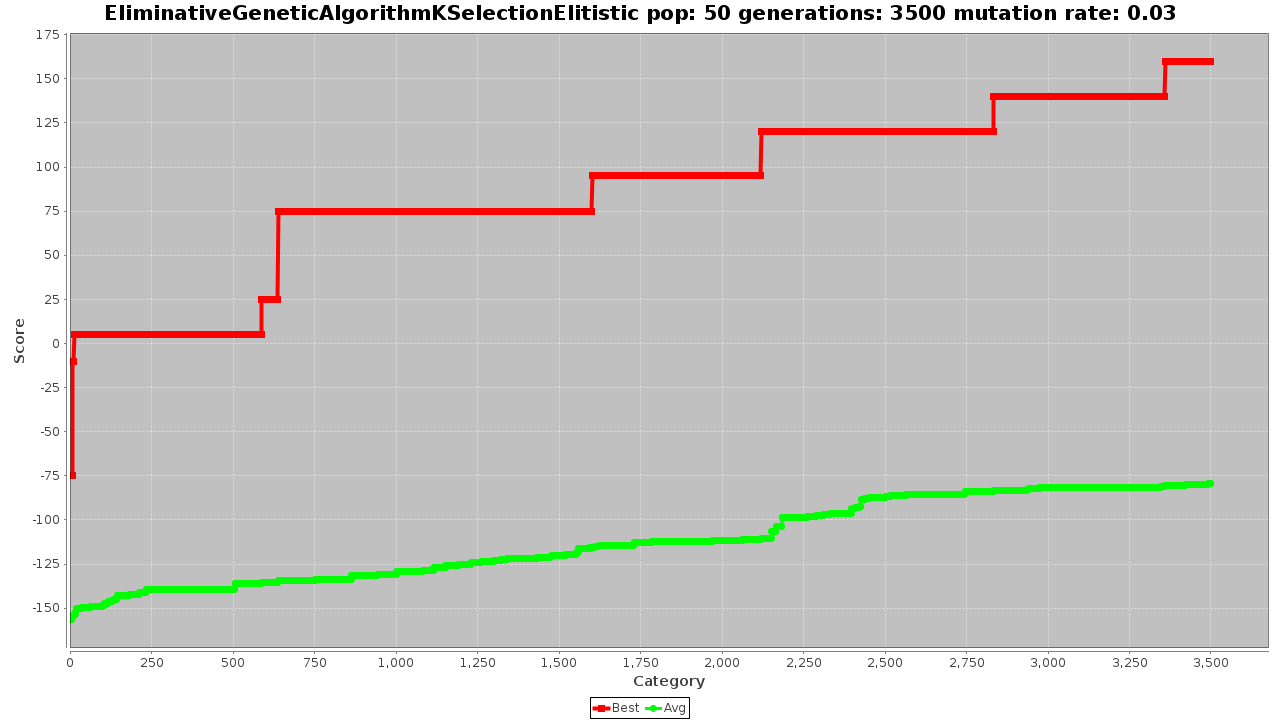 EliminativeGeneticAlgorithmKSelectionElitistic pop: 50 generations: 3500 mutation rate: 0.03
175
150
125
100
75
50
25
0
-25
-50
-75
-100
-125
-150
Score
0 250 500 750 1,000 1,250 1,500 1,750 2,000 2,250 2,500 2,750 3,000 3,250 3,500
Category
Best Avg